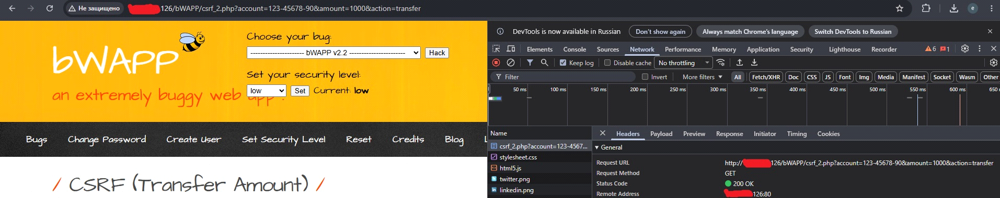 Не защищено 126/bWAPP/csrf_2.php?account=123-45678-90&amount=1000&action=transfer e
bWAPP
an extremely buggy web app !
Choose your bug:
-------------------- bWAPP v2.2 -------------------- Hack
Set your security level:
low Set Current: low
Bugs Change Password Create User Set Security Level Reset Credits Blog L
/ CSRF (Transfer Amount) /
DevTools is now available in Russian Don't show again Always match Chrome's language Switch DevTools to Russian
Elements Console Sources Network Performance Memory Application Security Lighthouse Recorder 6 1
Keep log Disable cache No throttling
Filter Invert More filters All Fetch/XHR Doc CSS JS Font Img Media Manifest Socket Wasm Other
50 ms 100 ms 150 ms 200 ms 250 ms 300 ms 350 ms 400 ms 450 ms 500 ms 550 ms 600 ms 650
Name
csrf_2.php?account=123-4567...
stylesheet.css
html5.js
twitter.png
linkedin.png
Headers Payload Preview Response Initiator Timing Cookies
General
Request URL http:// 126/bWAPP/csrf_2.php?account=123-45678-90&amount=1000&action=transfer
Request Method GET
Status Code 200 OK
Remote Address 126:80